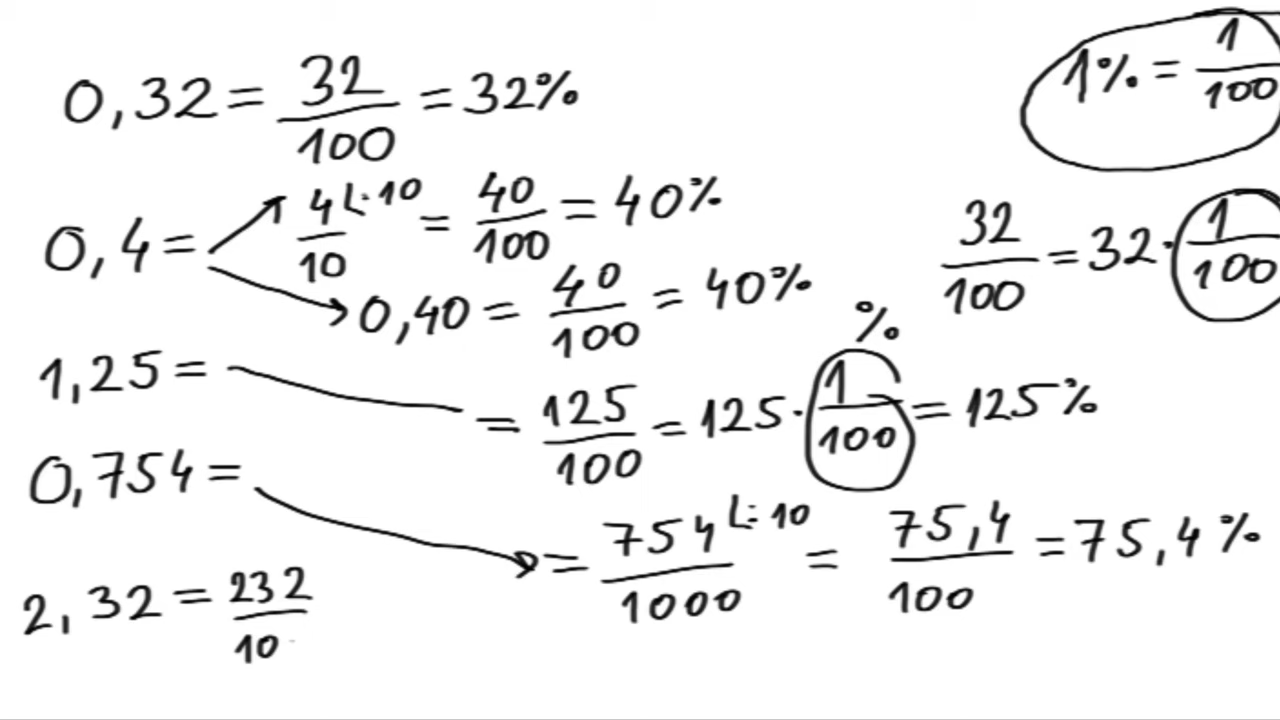 0,32 = 32/100 = 32%
1% = 1/100
0,4 = 4/10 L·10 = 40/100 = 40%
0,40 = 40/100 = 40%
32/100 = 32 · 1/100
%
1,25 = = 125/100 = 125 · 1/100 = 125%
0,754 = = 754/1000 L:10 = 75,4/100 = 75,4%
2,32 = 232/10